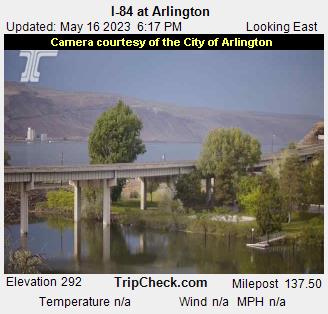 I-84 at Arlington
Updated: May 16 2023 6:17 PM Looking East
Camera courtesy of the City of Arlington
Elevation 292 TripCheck.com Milepost 137.50
Temperature n/a Wind n/a MPH n/a